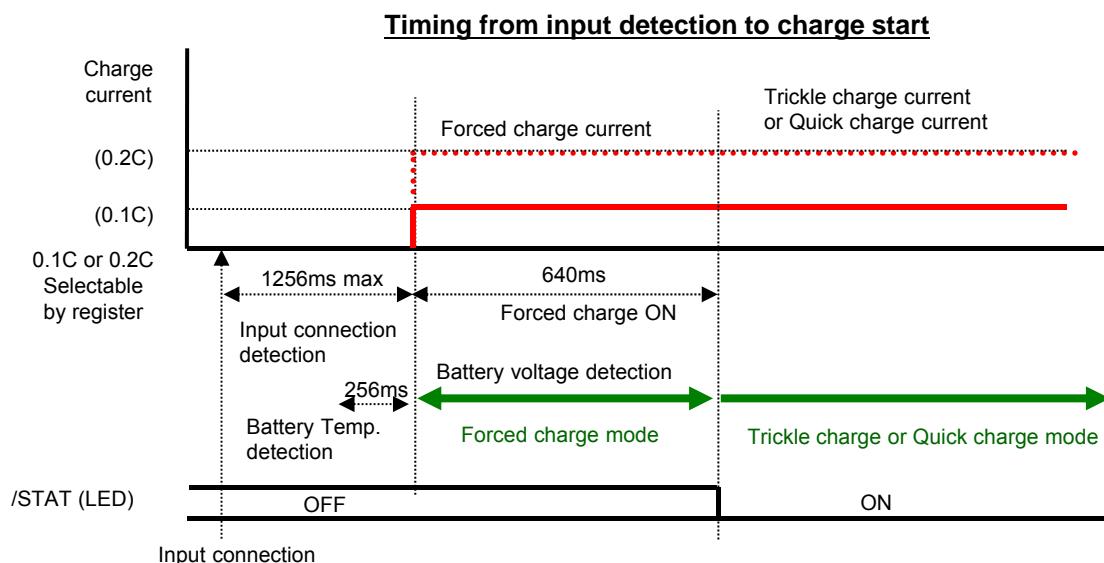 Timing from input detection to charge start
Charge
current
Trickle charge current
or Quick charge current
Forced charge current
(0.2C)
(0.1C)
0.1C or 0.2C
Selectable
by register
1256ms max
640ms
Forced charge ON
Input connection
detection
256ms
Battery voltage detection
Battery Temp.
detection
Forced charge mode
Trickle charge or Quick charge mode
/STAT (LED)
OFF
ON
Input connection